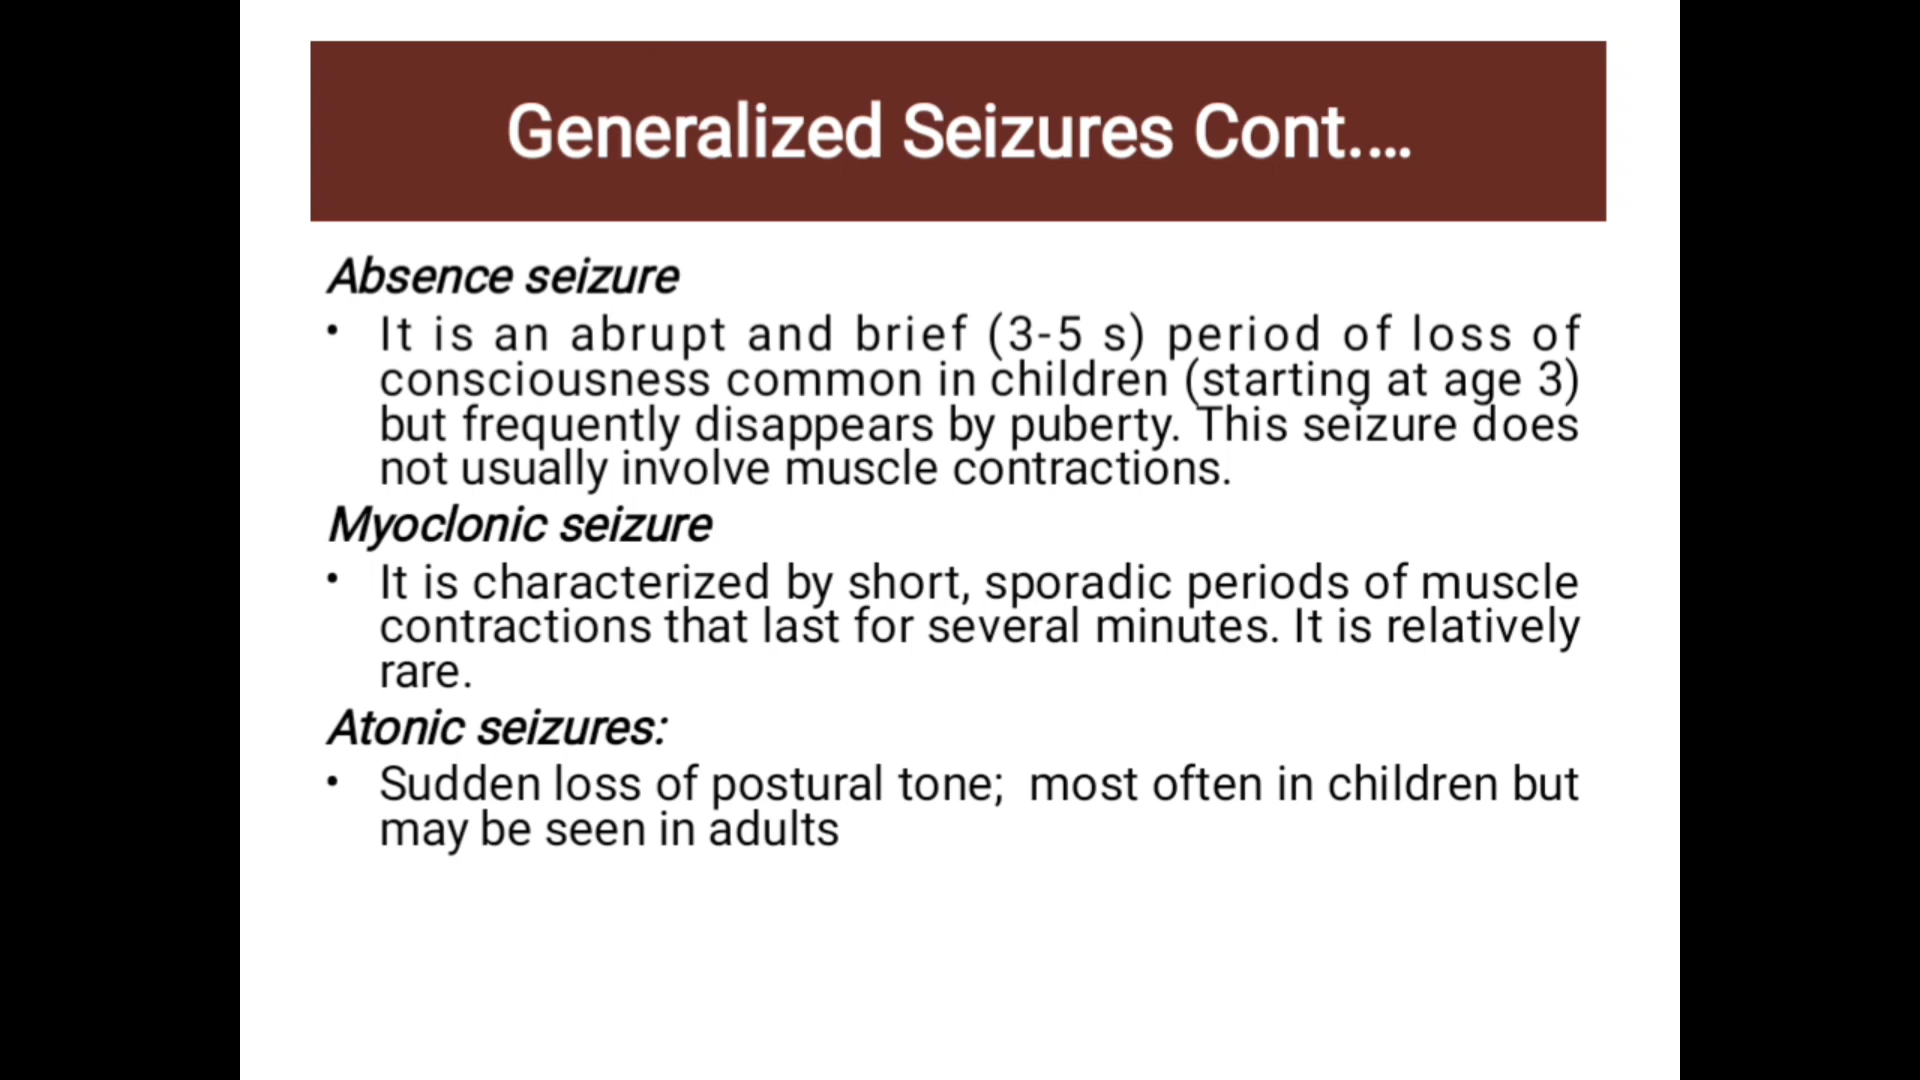 Generalized Seizures Cont.…
Absence seizure
• It is an abrupt and brief (3-5 s) period of loss of
consciousness common in children (starting at age 3)
but frequently disappears by puberty. This seizure does
not usually involve muscle contractions.
Myoclonic seizure
• It is characterized by short, sporadic periods of muscle
contractions that last for several minutes. It is relatively
rare.
Atonic seizures:
• Sudden loss of postural tone;  most often in children but
may be seen in adults